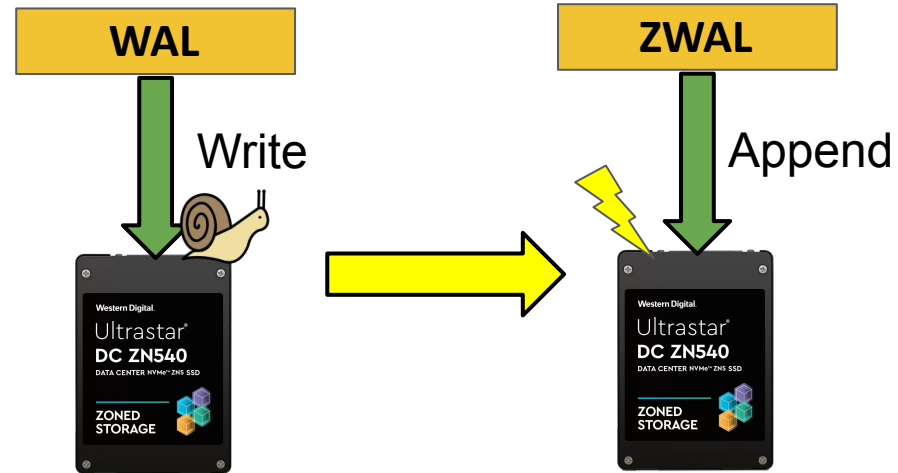 WAL
ZWAL
Write
Append
Western Digital.
Ultrastar®
DC ZN540
DATA CENTER NVMe™ ZNS SSD
ZONED
STORAGE
Western Digital.
Ultrastar®
DC ZN540
DATA CENTER NVMe™ ZNS SSD
ZONED
STORAGE